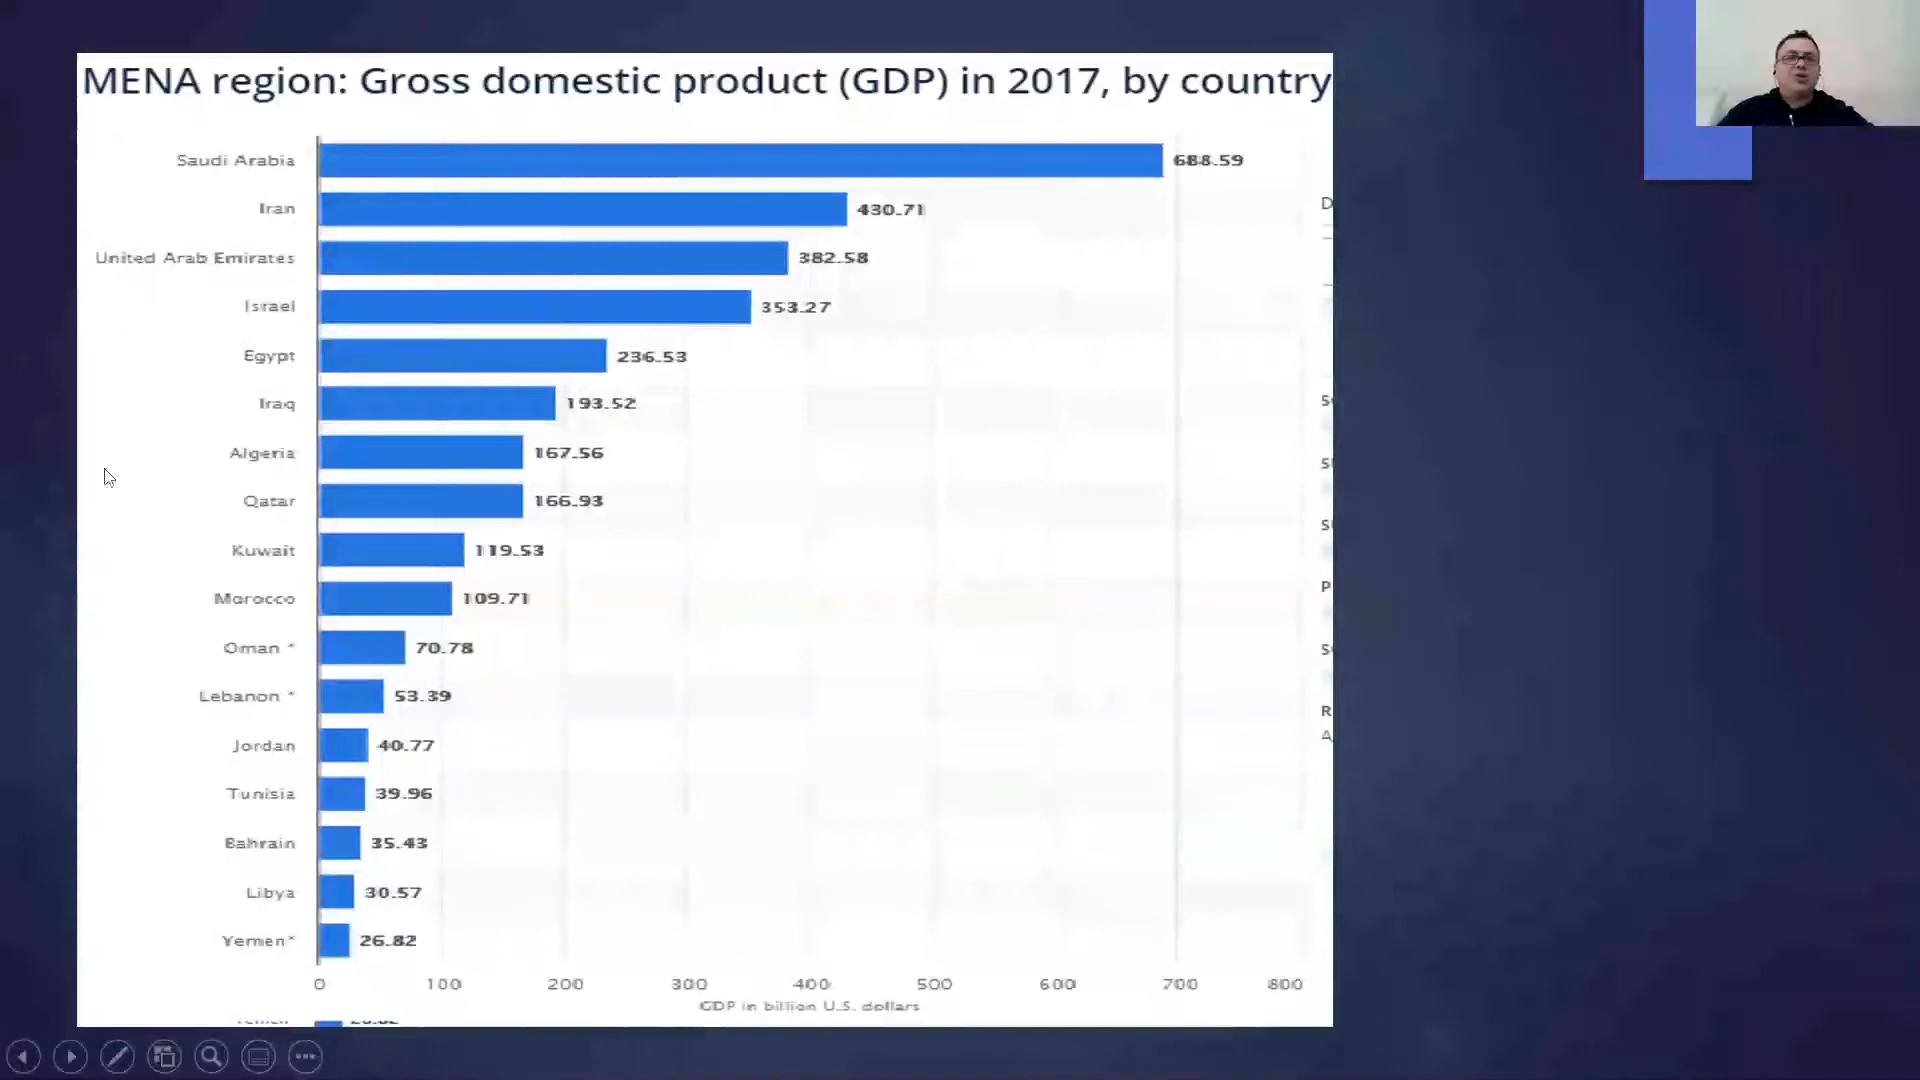 MENA region: Gross domestic product (GDP) in 2017, by country
Saudi Arabia 688.59
Iran 430.71
United Arab Emirates 382.58
Israel 353.27
Egypt 236.53
Iraq 193.52
Algeria 167.56
Qatar 166.93
Kuwait 119.53
Morocco 109.71
Oman * 70.78
Lebanon * 53.39
Jordan 40.77
Tunisia 39.96
Bahrain 35.43
Libya 30.57
Yemen* 26.82
0 100 200 300 400 500 600 700 800
GDP in billion U.S. dollars